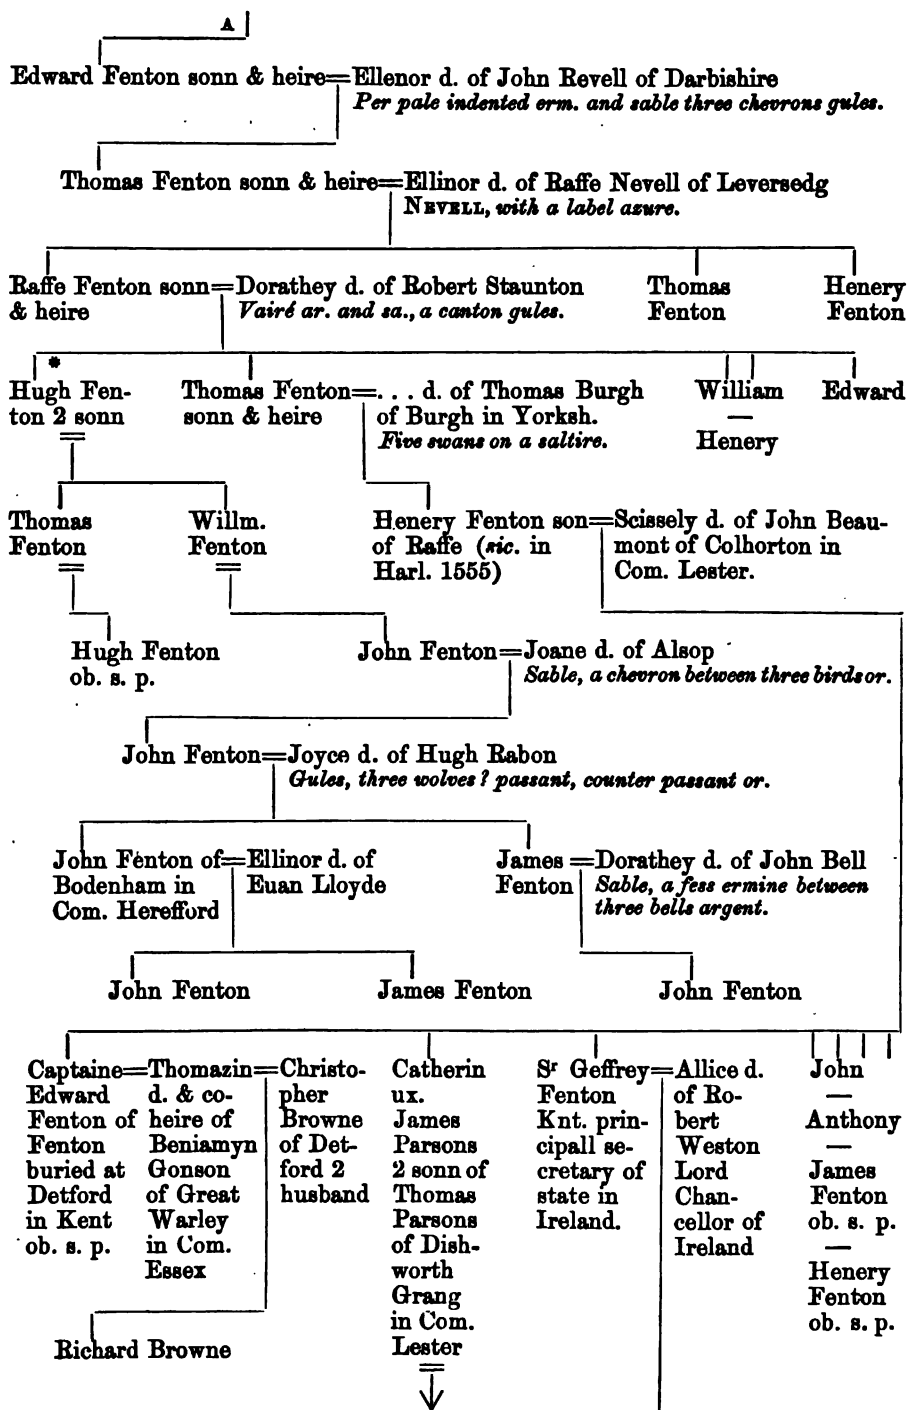 A
Edward Fenton sonn & heire=Ellenor d. of John Revell of Darbishire
Per pale indented erm. and sable three chevrons gules.
Thomas Fenton sonn & heire=Ellinor d. of Raffe Nevell of Leversedg
NEVELL, with a label azure.
Raffe Fenton sonn
& heire
=Dorathey d. of Robert Staunton
Vairé ar. and sa., a canton gules.
Thomas
Fenton
Henery
Fenton
*
Hugh Fen-
ton 2 sonn
=
Thomas Fenton
sonn & heire
=. . . d. of Thomas Burgh
of Burgh in Yorksh.
Five swans on a saltire.
William
—
Henery
Edward
Thomas
Fenton
=
Willm.
Fenton
=
Henery Fenton son
of Raffe (sic. in
Harl. 1555)
=Scissely d. of John Beau-
mont of Colhorton in
Com. Lester.
Hugh Fenton
ob. s. p.
John Fenton=Joane d. of Alsop
Sable, a chevron between three birds or.
John Fenton=Joyce d. of Hugh Rabon
Gules, three wolves? passant, counter passant or.
John Fenton of
Bodenham in
Com. Herefford
=Ellinor d. of
Euan Lloyde
James
Fenton
=Dorathey d. of John Bell
Sable, a fess ermine between
three bells argent.
John Fenton
James Fenton
John Fenton
Captaine
Edward
Fenton of
Fenton
buried at
Detford
in Kent
ob. s. p.
=Thomazin
d. & co-
heire of
Beniamyn
Gonson
of Great
Warley
in Com.
Essex
=Christo-
pher
Browne
of Det-
ford 2
husband
Catherin
ux.
James
Parsons
2 sonn of
Thomas
Parsons
of Dish-
worth
Grang
in Com.
Lester
=
Sr Geffrey
Fenton
Knt. prin-
cipall se-
cretary of
state in
Ireland.
=Allice d.
of Ro-
bert
Weston
Lord
Chan-
cellor of
Ireland
John
—
Anthony
—
James
Fenton
ob. s. p.
—
Henery
Fenton
ob. s. p.
Richard Browne